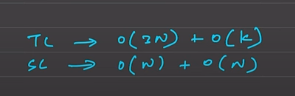 TC → O(2N) + O(K)
SC → O(N) + O(N)